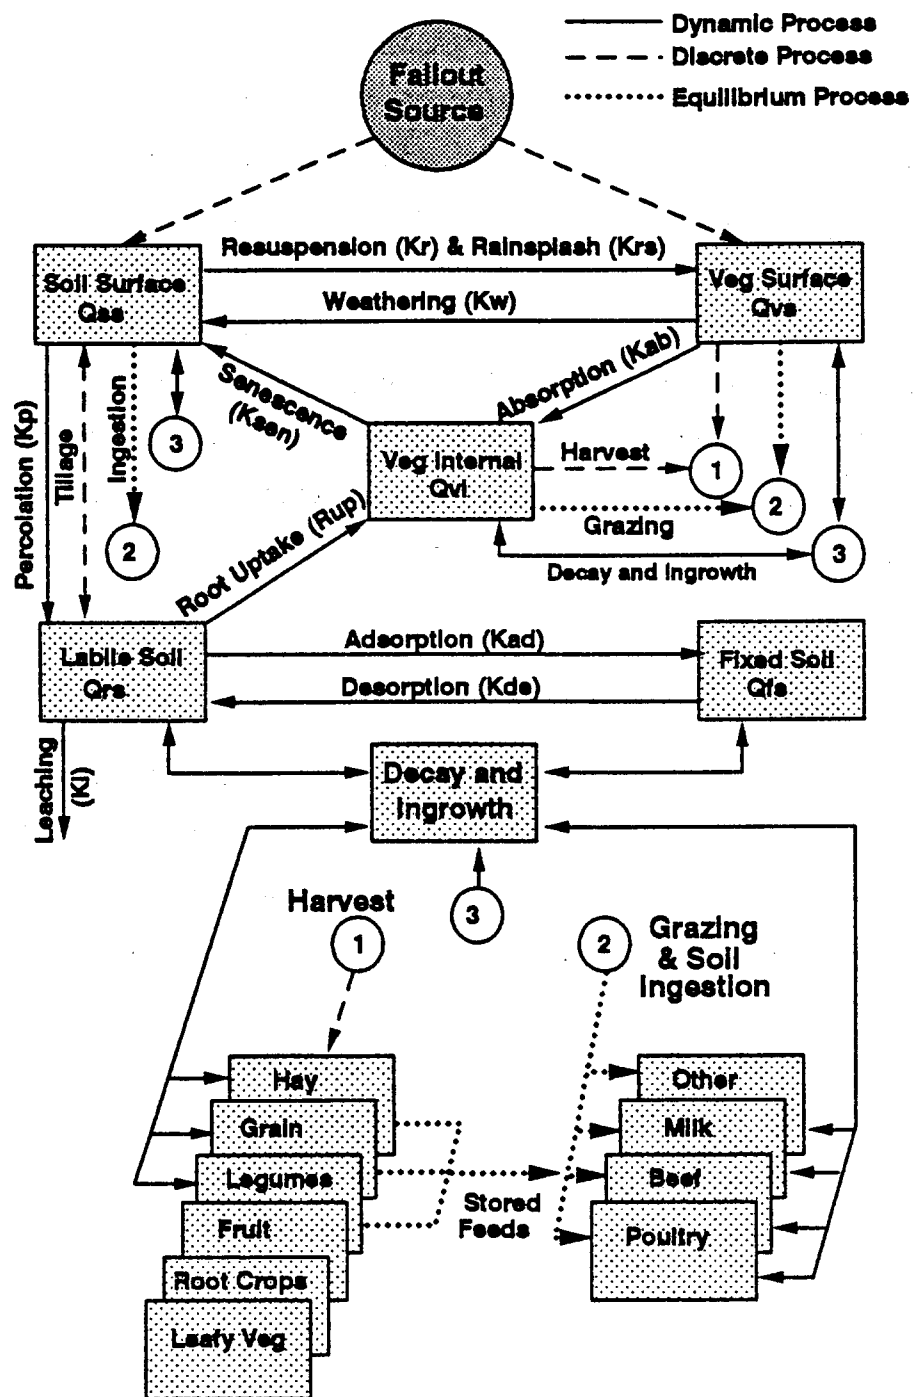 Fallout
Source
Dynamic Process
Discrete Process
Equilibrium Process
Resuspension (Kr) & Rainsplash (Krs)
Soil Surface
Qss
Veg Surface
Qvs
Weathering (Kw)
Senescence
(Ksen)
Absorption (Kab)
Percolation (Kp)
Tillage
Ingestion
3
2
Veg Internal
Qvi
Harvest
1
Grazing
2
3
Decay and Ingrowth
Root Uptake (Rup)
Labile Soil
Qrs
Adsorption (Kad)
Desorption (Kde)
Fixed Soil
Qfs
Leaching
(Kl)
Decay and
Ingrowth
3
Harvest
1
2
Grazing
& Soil
Ingestion
Hay
Grain
Legumes
Fruit
Root Crops
Leafy Veg
Stored
Feeds
Other
Milk
Beef
Poultry